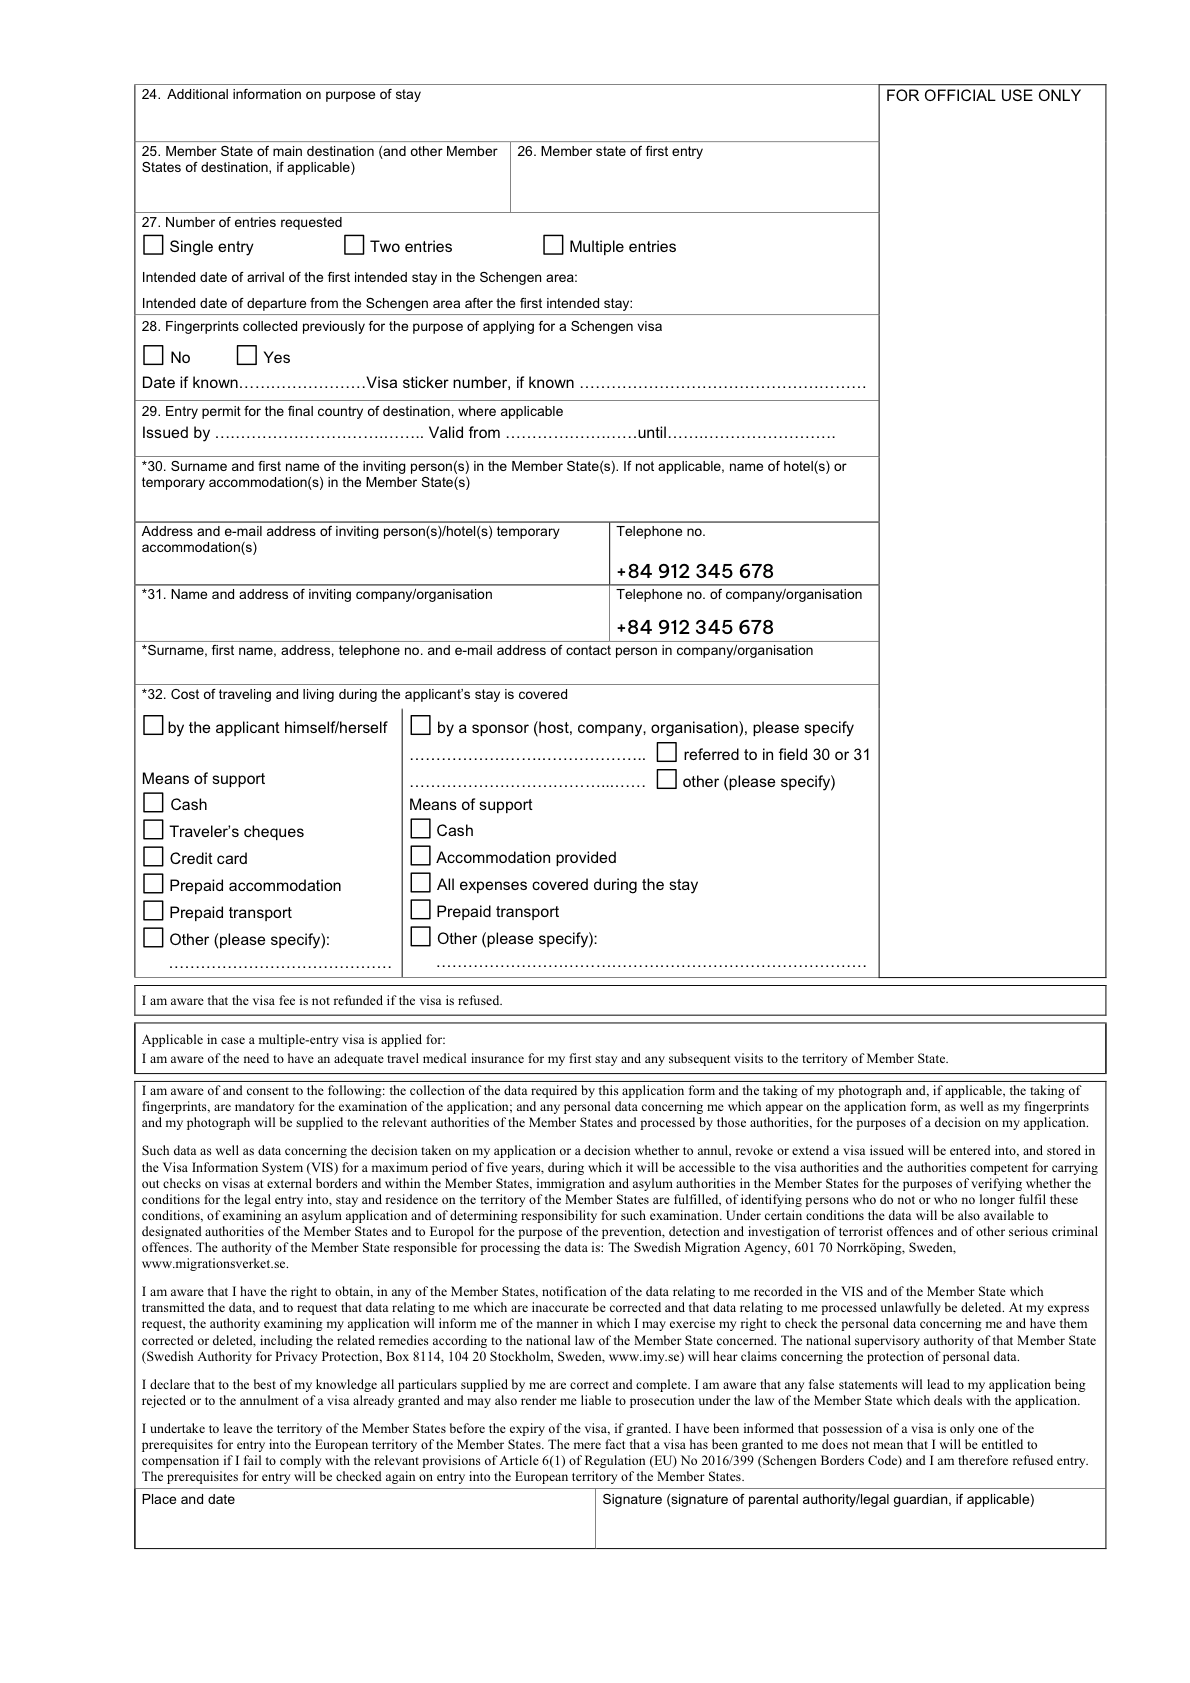 24. Additional information on purpose of stay
FOR OFFICIAL USE ONLY
25. Member State of main destination (and other Member
States of destination, if applicable)
26. Member state of first entry
27. Number of entries requested
Single entry Two entries Multiple entries
Intended date of arrival of the first intended stay in the Schengen area:
Intended date of departure from the Schengen area after the first intended stay:
28. Fingerprints collected previously for the purpose of applying for a Schengen visa
No Yes
Date if known……………………Visa sticker number, if known ………………………………………………
29. Entry permit for the final country of destination, where applicable
Issued by ………………………………….. Valid from ……………………until…………………………….
*30. Surname and first name of the inviting person(s) in the Member State(s). If not applicable, name of hotel(s) or
temporary accommodation(s) in the Member State(s)
Address and e-mail address of inviting person(s)/hotel(s) temporary
accommodation(s)
Telephone no.
+84 912 345 678
*31. Name and address of inviting company/organisation
Telephone no. of company/organisation
+84 912 345 678
*Surname, first name, address, telephone no. and e-mail address of contact person in company/organisation
*32. Cost of traveling and living during the applicant's stay is covered
by the applicant himself/herself
Means of support
Cash
Traveler's cheques
Credit card
Prepaid accommodation
Prepaid transport
Other (please specify):
……………………………………
by a sponsor (host, company, organisation), please specify
……………………………………….. referred to in field 30 or 31
………………………………...…… other (please specify)
Means of support
Cash
Accommodation provided
All expenses covered during the stay
Prepaid transport
Other (please specify):
………………………………………………………………………
I am aware that the visa fee is not refunded if the visa is refused.
Applicable in case a multiple-entry visa is applied for:
I am aware of the need to have an adequate travel medical insurance for my first stay and any subsequent visits to the territory of Member State.
I am aware of and consent to the following: the collection of the data required by this application form and the taking of my photograph and, if applicable, the taking of
fingerprints, are mandatory for the examination of the application; and any personal data concerning me which appear on the application form, as well as my fingerprints
and my photograph will be supplied to the relevant authorities of the Member States and processed by those authorities, for the purposes of a decision on my application.
Such data as well as data concerning the decision taken on my application or a decision whether to annul, revoke or extend a visa issued will be entered into, and stored in
the Visa Information System (VIS) for a maximum period of five years, during which it will be accessible to the visa authorities and the authorities competent for carrying
out checks on visas at external borders and within the Member States, immigration and asylum authorities in the Member States for the purposes of verifying whether the
conditions for the legal entry into, stay and residence on the territory of the Member States are fulfilled, of identifying persons who do not or who no longer fulfil these
conditions, of examining an asylum application and of determining responsibility for such examination. Under certain conditions the data will be also available to
designated authorities of the Member States and to Europol for the purpose of the prevention, detection and investigation of terrorist offences and of other serious criminal
offences. The authority of the Member State responsible for processing the data is: The Swedish Migration Agency, 601 70 Norrköping, Sweden,
www.migrationsverket.se.
I am aware that I have the right to obtain, in any of the Member States, notification of the data relating to me recorded in the VIS and of the Member State which
transmitted the data, and to request that data relating to me which are inaccurate be corrected and that data relating to me processed unlawfully be deleted. At my express
request, the authority examining my application will inform me of the manner in which I may exercise my right to check the personal data concerning me and have them
corrected or deleted, including the related remedies according to the national law of the Member State concerned. The national supervisory authority of that Member State
(Swedish Authority for Privacy Protection, Box 8114, 104 20 Stockholm, Sweden, www.imy.se) will hear claims concerning the protection of personal data.
I declare that to the best of my knowledge all particulars supplied by me are correct and complete. I am aware that any false statements will lead to my application being
rejected or to the annulment of a visa already granted and may also render me liable to prosecution under the law of the Member State which deals with the application.
I undertake to leave the territory of the Member States before the expiry of the visa, if granted. I have been informed that possession of a visa is only one of the
prerequisites for entry into the European territory of the Member States. The mere fact that a visa has been granted to me does not mean that I will be entitled to
compensation if I fail to comply with the relevant provisions of Article 6(1) of Regulation (EU) No 2016/399 (Schengen Borders Code) and I am therefore refused entry.
The prerequisites for entry will be checked again on entry into the European territory of the Member States.
Place and date
Signature (signature of parental authority/legal guardian, if applicable)